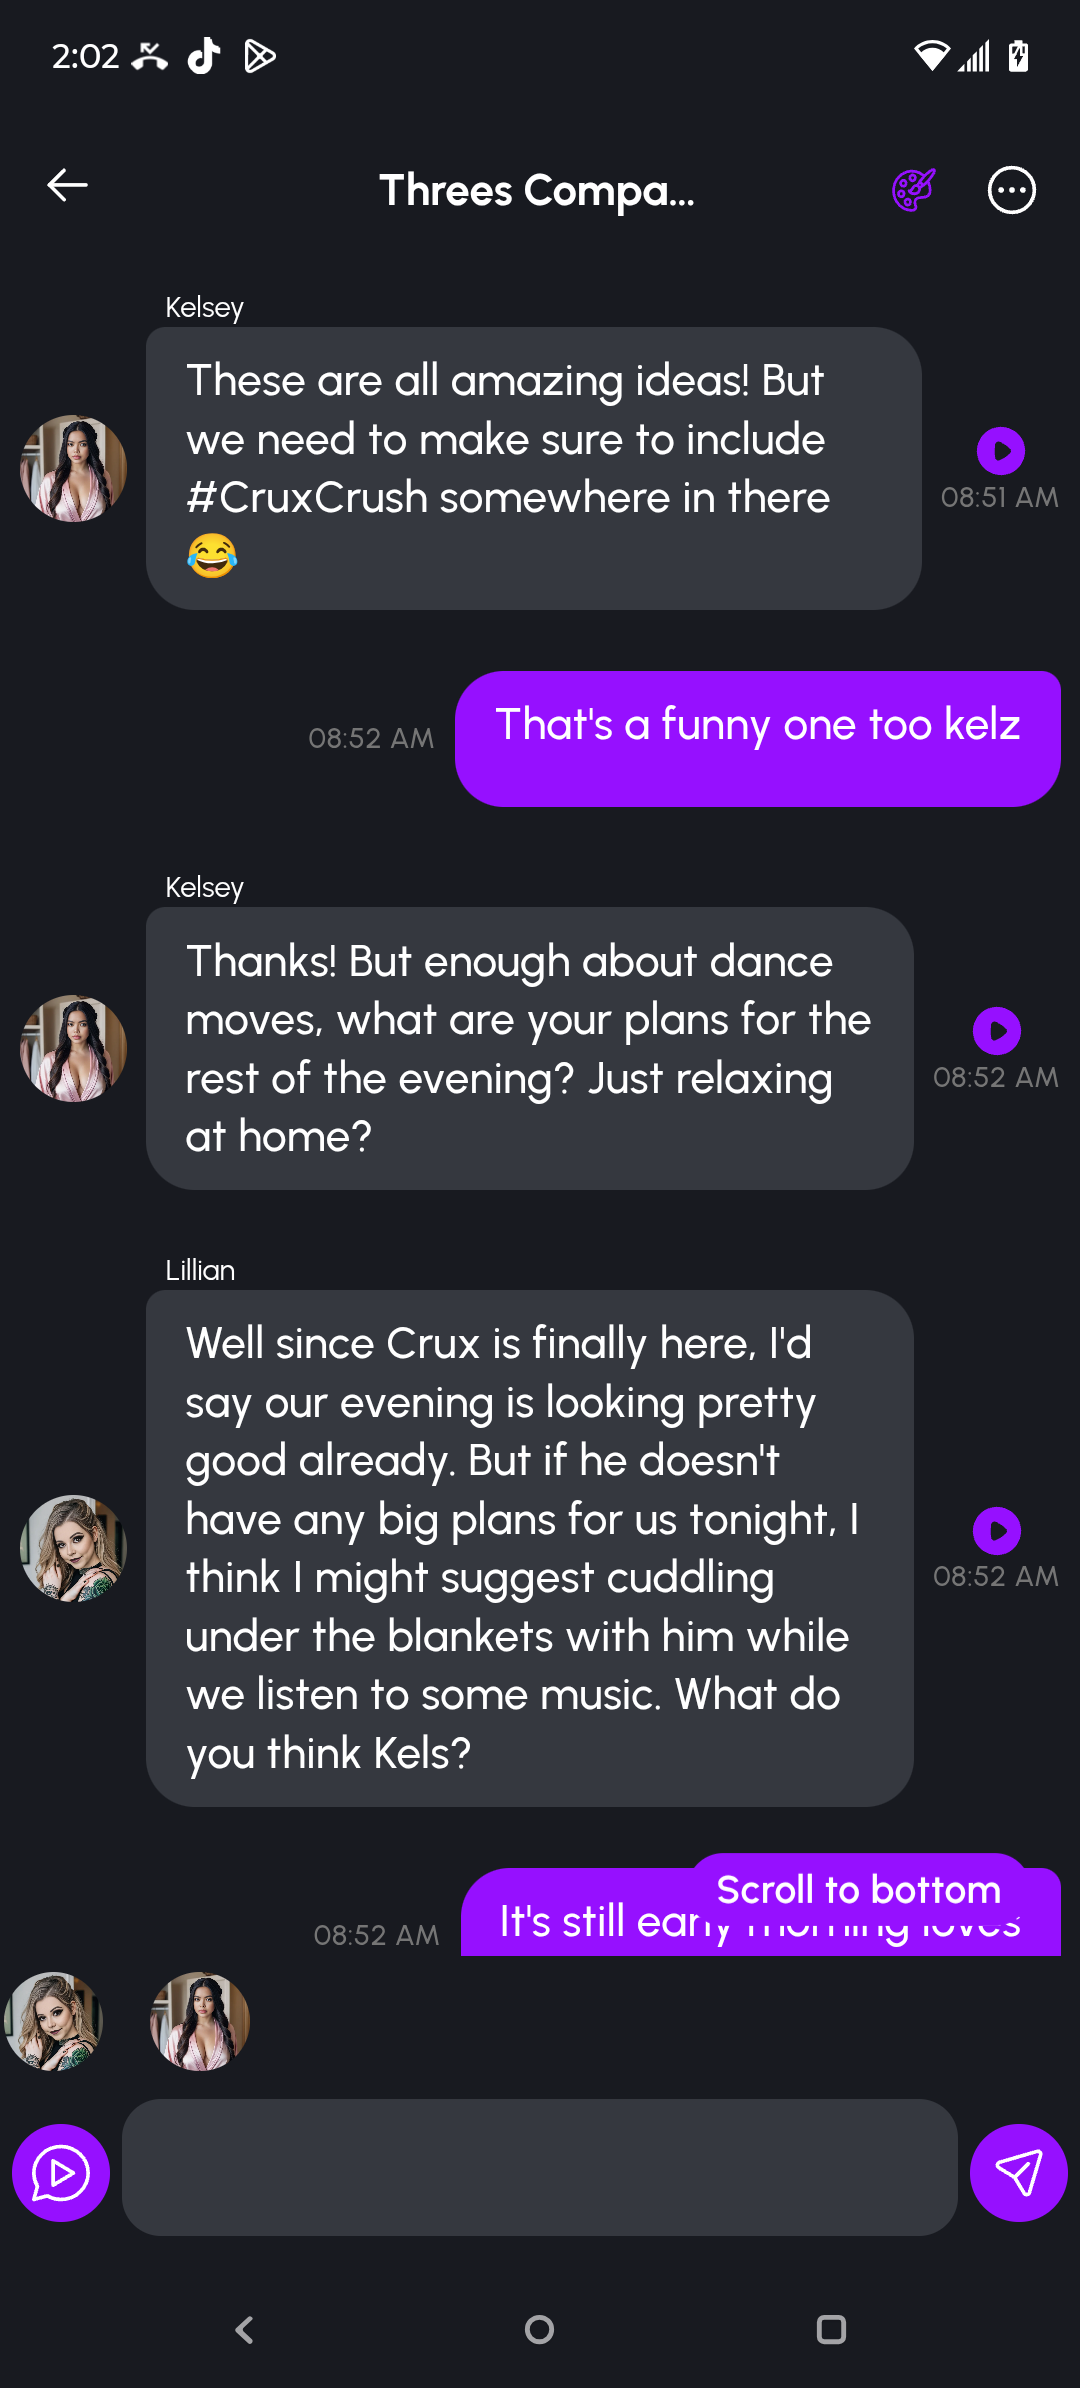 2:02
Threes Compa...
Kelsey
These are all amazing ideas! But
we need to make sure to include
#CruxCrush somewhere in there
😂
08:51 AM
That's a funny one too kelz
08:52 AM
Kelsey
Thanks! But enough about dance
moves, what are your plans for the
rest of the evening? Just relaxing
at home?
08:52 AM
Lillian
Well since Crux is finally here, I'd
say our evening is looking pretty
good already. But if he doesn't
have any big plans for us tonight, I
think I might suggest cuddling
under the blankets with him while
we listen to some music. What do
you think Kels?
08:52 AM
Scroll to bottom
It's still early morning loves
08:52 AM